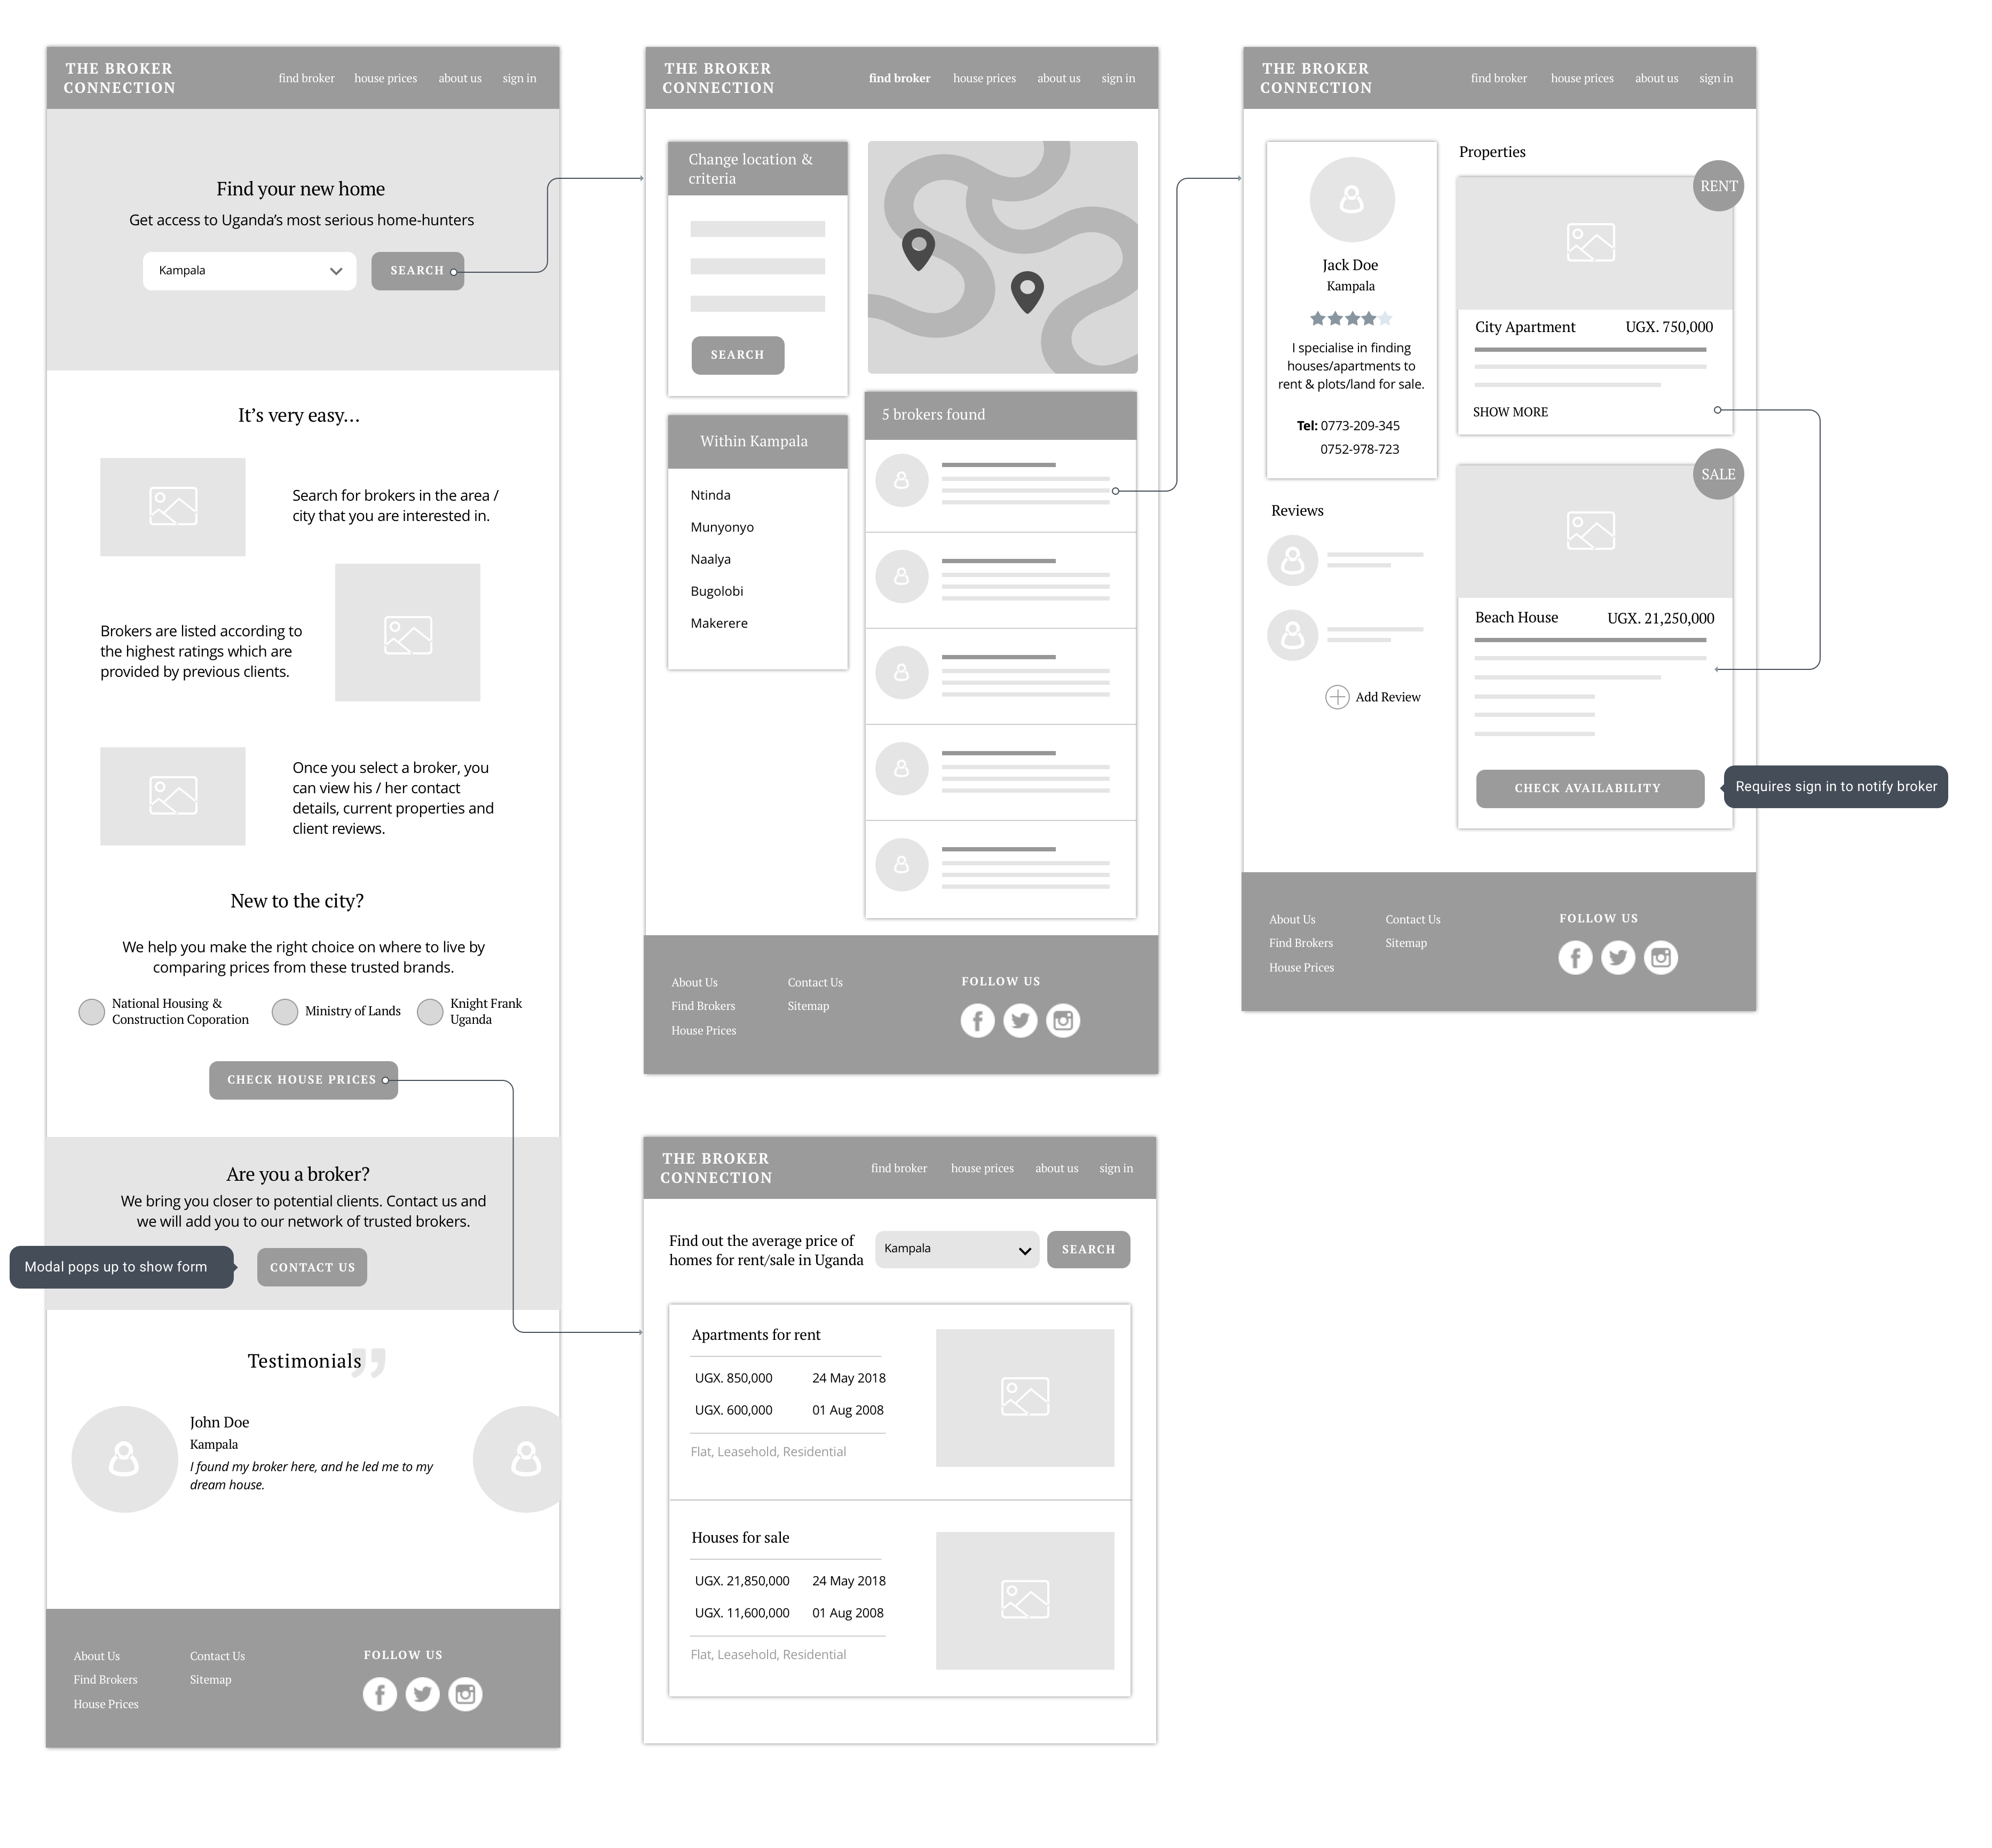 THE BROKER
CONNECTION
find broker house prices about us sign in
Find your new home
Get access to Uganda’s most serious home-hunters
Kampala
SEARCH
It’s very easy...
Search for brokers in the area /
city that you are interested in.
Brokers are listed according to
the highest ratings which are
provided by previous clients.
Once you select a broker, you
can view his / her contact
details, current properties and
client reviews.
New to the city?
We help you make the right choice on where to live by
comparing prices from these trusted brands.
National Housing &
Construction Coporation
Ministry of Lands
Knight Frank
Uganda
CHECK HOUSE PRICES
Are you a broker?
We bring you closer to potential clients. Contact us and
we will add you to our network of trusted brokers.
Modal pops up to show form
CONTACT US
Testimonials
John Doe
Kampala
I found my broker here, and he led me to my
dream house.
About Us
Find Brokers
House Prices
Contact Us
Sitemap
FOLLOW US
THE BROKER
CONNECTION
find broker house prices about us sign in
Change location &
criteria
SEARCH
Within Kampala
Ntinda
Munyonyo
Naalya
Bugolobi
Makerere
5 brokers found
About Us
Find Brokers
House Prices
Contact Us
Sitemap
FOLLOW US
THE BROKER
CONNECTION
find broker house prices about us sign in
Jack Doe
Kampala
I specialise in finding
houses/apartments to
rent & plots/land for sale.
Tel: 0773-209-345
0752-978-723
Reviews
Add Review
Properties
RENT
City Apartment UGX. 750,000
SHOW MORE
SALE
Beach House UGX. 21,250,000
CHECK AVAILABILITY
Requires sign in to notify broker
About Us
Find Brokers
House Prices
Contact Us
Sitemap
FOLLOW US
THE BROKER
CONNECTION
find broker house prices about us sign in
Find out the average price of
homes for rent/sale in Uganda
Kampala
SEARCH
Apartments for rent
UGX. 850,000 24 May 2018
UGX. 600,000 01 Aug 2008
Flat, Leasehold, Residential
Houses for sale
UGX. 21,850,000 24 May 2018
UGX. 11,600,000 01 Aug 2008
Flat, Leasehold, Residential